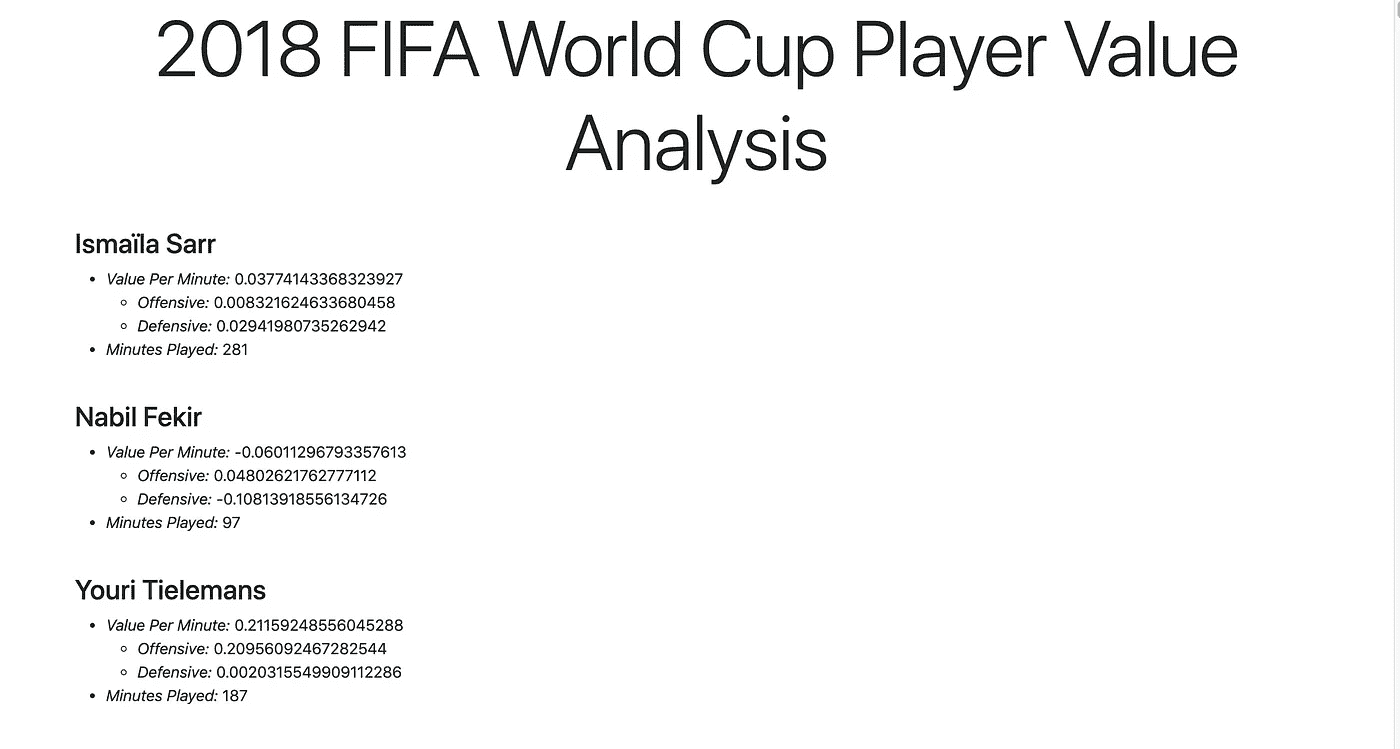 2018 FIFA World Cup Player Value
Analysis
Ismaïla Sarr
Value Per Minute: 0.03774143368323927
Offensive: 0.008321624633680458
Defensive: 0.02941980735262942
Minutes Played: 281
Nabil Fekir
Value Per Minute: -0.06011296793357613
Offensive: 0.04802621762777112
Defensive: -0.10813918556134726
Minutes Played: 97
Youri Tielemans
Value Per Minute: 0.21159248556045288
Offensive: 0.20956092467282544
Defensive: 0.0020315549909112286
Minutes Played: 187